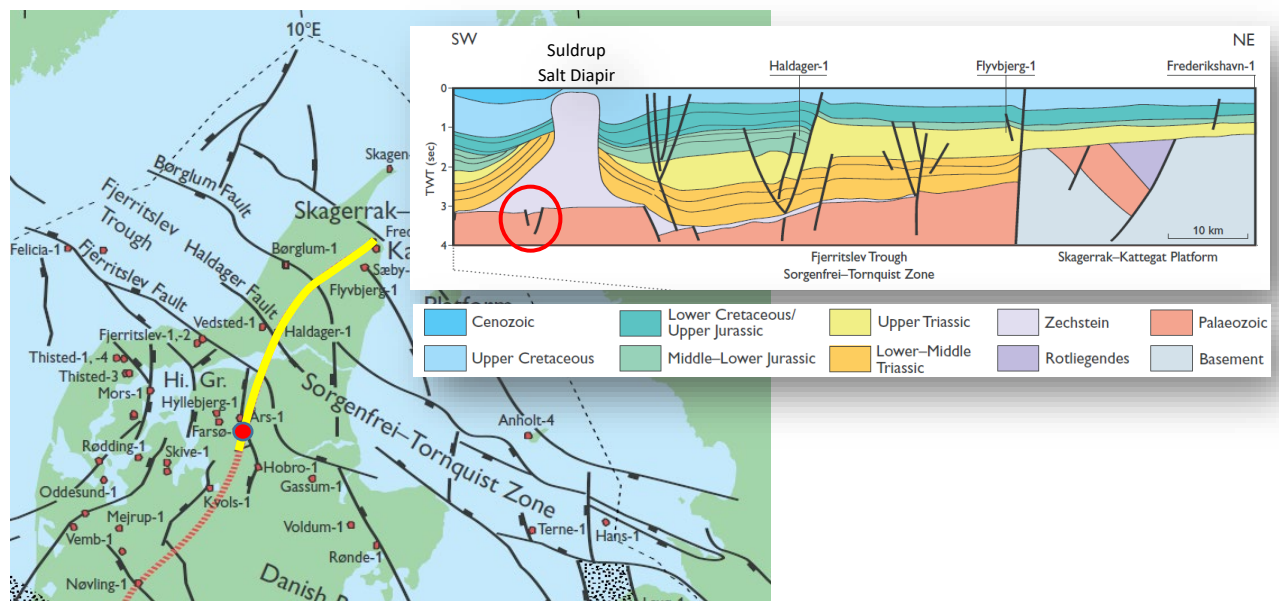 10°E
Skagen
Børglum Fault
Fjerritslev
Trough
Skagerrak–
Fred
Ka
Felicia-1
Fjerritslev Fault
Haldager Fault
Børglum-1
Sæby-
Flyvbjerg-1
Platform
Vedsted-1
Haldager-1
Fjerritslev-1,-2
Thisted-1, -4
Thisted-3
Mors-1
Hi. Gr.
Hyllebjerg-1
Ars-1
Farsø-
Sorgenfrei–Tornquist Zone
Anholt-4
Rødding-1
Skive-1
Hobro-1
Gassum-1
Oddesund-1
Kvols-1
Mejrup-1
Voldum-1
Terne-1
Hans-1
Vemb-1
Rønde-1
Nøvling-1
Danish
SW
Suldrup
Salt Diapir
NE
Haldager-1
Flyvbjerg-1
Frederikshavn-1
0
1
2
3
4
TWT (sec)
10 km
Fjerritslev Trough
Sorgenfrei–Tornquist Zone
Skagerrak–Kattegat Platform
Cenozoic
Lower Cretaceous/
Upper Jurassic
Upper Triassic
Zechstein
Palaeozoic
Upper Cretaceous
Middle–Lower Jurassic
Lower–Middle
Triassic
Rotliegendes
Basement